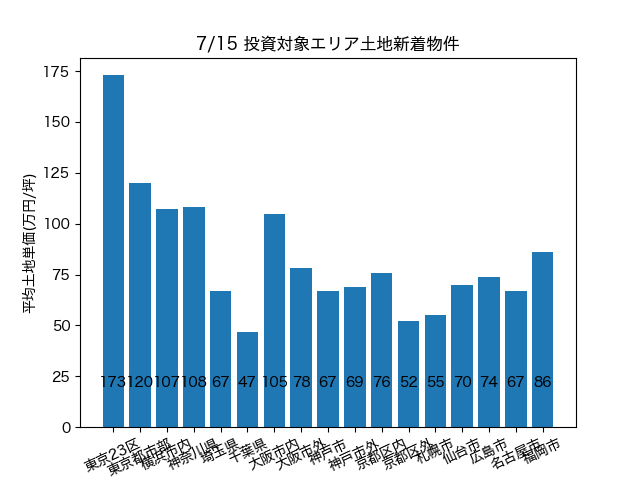 7/15 投資対象エリア土地新着物件
平均土地単価(万円/坪)
175
150
125
100
75
50
25
0
173 120 107 108 67 47 105 78 67 69 76 52 55 70 74 67 86
東京23区
東京都市部
横浜市内
神奈川県
埼玉県
千葉県
大阪市内
大阪市外
神戸市
神戸市外
京都区内
京都区外
札幌市
仙台市
広島市
名古屋市
福岡市